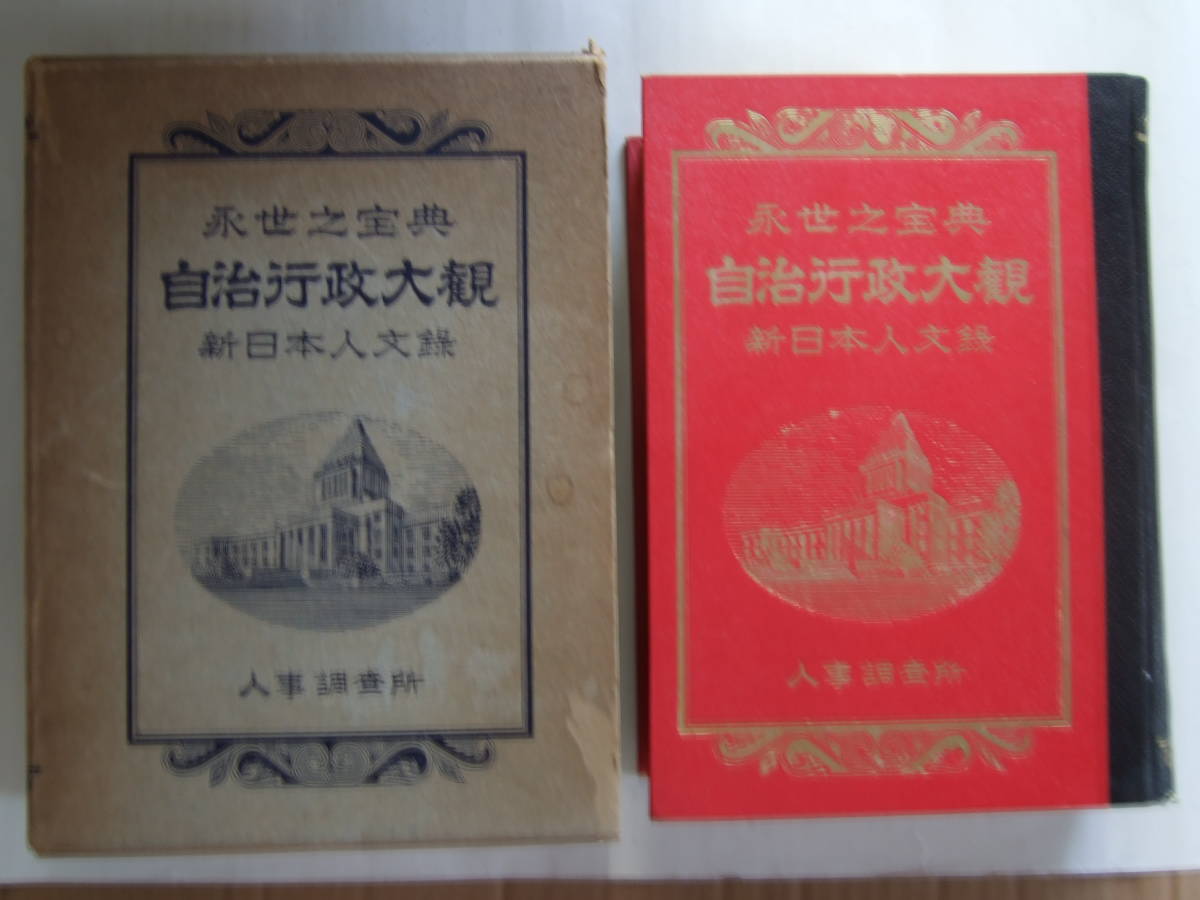 永世之宝典
自治行政大観
新日本人文錄
人事調査所
永世之宝典
自治行政大観
新日本人文錄
人事調査所